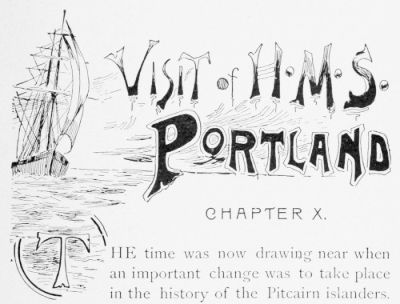 VISIT of H.M.S.
PORTLAND
CHAPTER X.
THE time was now drawing near when
an important change was to take place
in the history of the Pitcairn islanders.